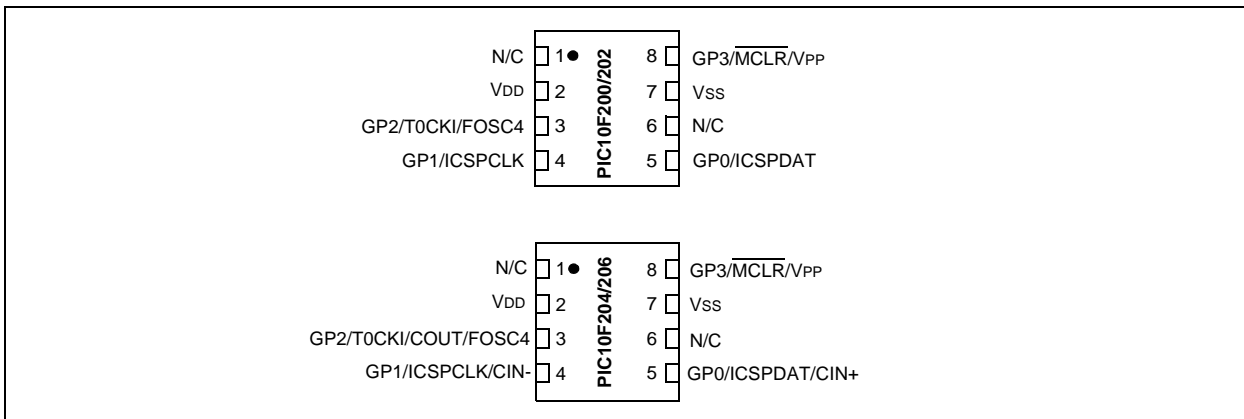 N/C 1 8 GP3/MCLR/VPP
VDD 2 7 VSS
GP2/T0CKI/FOSC4 3 6 N/C
GP1/ICSPCLK 4 5 GP0/ICSPDAT
PIC10F200/202
N/C 1 8 GP3/MCLR/VPP
VDD 2 7 VSS
GP2/T0CKI/COUT/FOSC4 3 6 N/C
GP1/ICSPCLK/CIN- 4 5 GP0/ICSPDAT/CIN+
PIC10F204/206